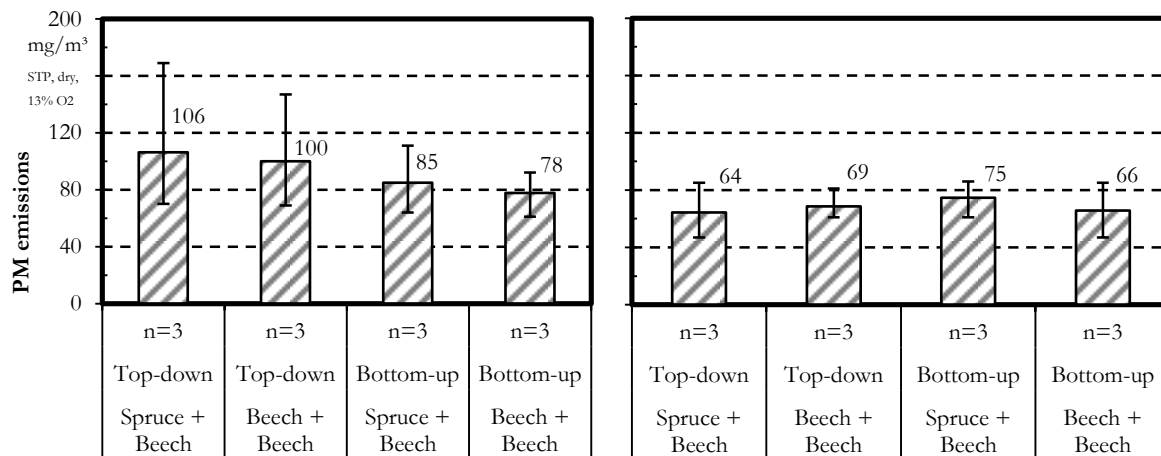 200
mg/m³
STP, dry,
13% O2
120
80
40
0
PM emissions
106
100
85
78
64
69
75
66
n=3 n=3 n=3 n=3 n=3 n=3 n=3 n=3
Top-down Top-down Bottom-up Bottom-up Top-down Top-down Bottom-up Bottom-up
Spruce + Beech + Spruce + Beech + Spruce + Beech + Spruce + Beech +
Beech Beech Beech Beech Beech Beech Beech Beech